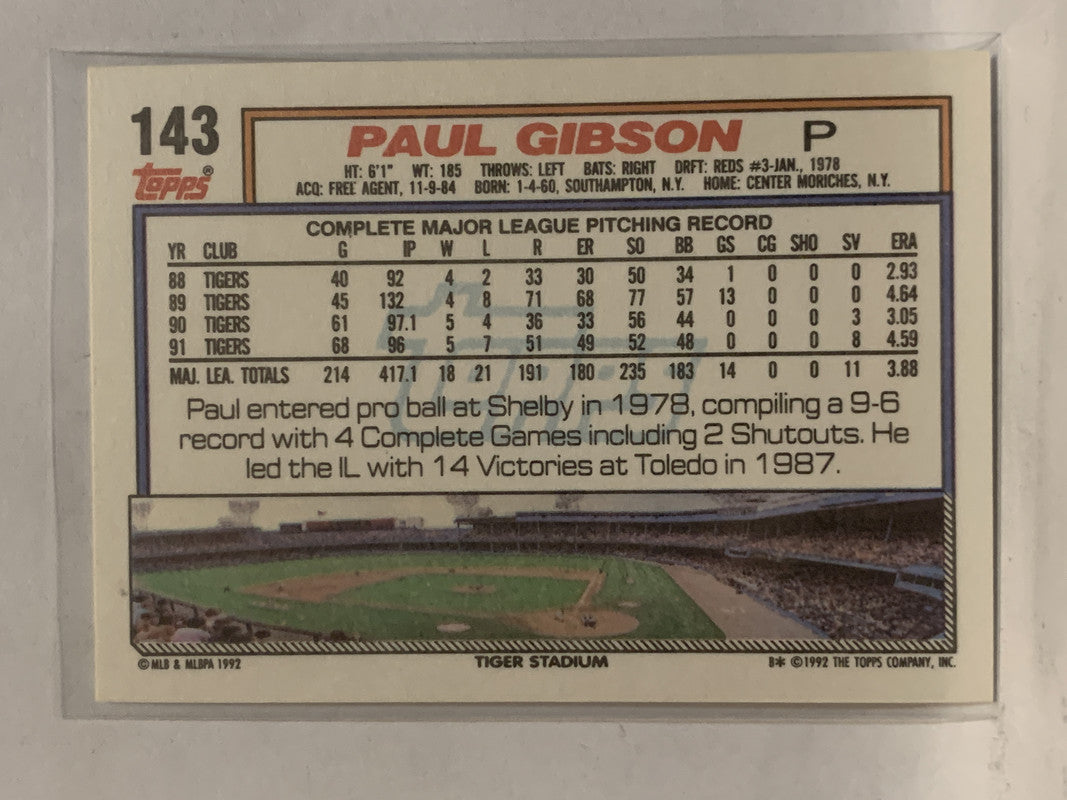 143
topps®
PAUL GIBSON P
HT: 6'1" WT: 185 THROWS: LEFT BATS: RIGHT DRFT: REDS #3-JAN., 1978
ACQ: FREE AGENT, 11-9-84 BORN: 1-4-60, SOUTHAMPTON, N.Y. HOME: CENTER MORICHES, N.Y.
COMPLETE MAJOR LEAGUE PITCHING RECORD
YR CLUB G IP W L R ER SO BB GS CG SHO SV ERA
88 TIGERS 40 92 4 2 33 30 50 34 1 0 0 0 2.93
89 TIGERS 45 132 4 8 71 68 77 57 13 0 0 0 4.64
90 TIGERS 61 97.1 5 4 36 33 56 44 0 0 0 3 3.05
91 TIGERS 68 96 5 7 51 49 52 48 0 0 0 8 4.59
MAJ. LEA. TOTALS 214 417.1 18 21 191 180 235 183 14 0 0 11 3.88
Paul entered pro ball at Shelby in 1978, compiling a 9-6
record with 4 Complete Games including 2 Shutouts. He
led the IL with 14 Victories at Toledo in 1987.
© MLB & MLBPA 1992 TIGER STADIUM B* © 1992 THE TOPPS COMPANY, INC.